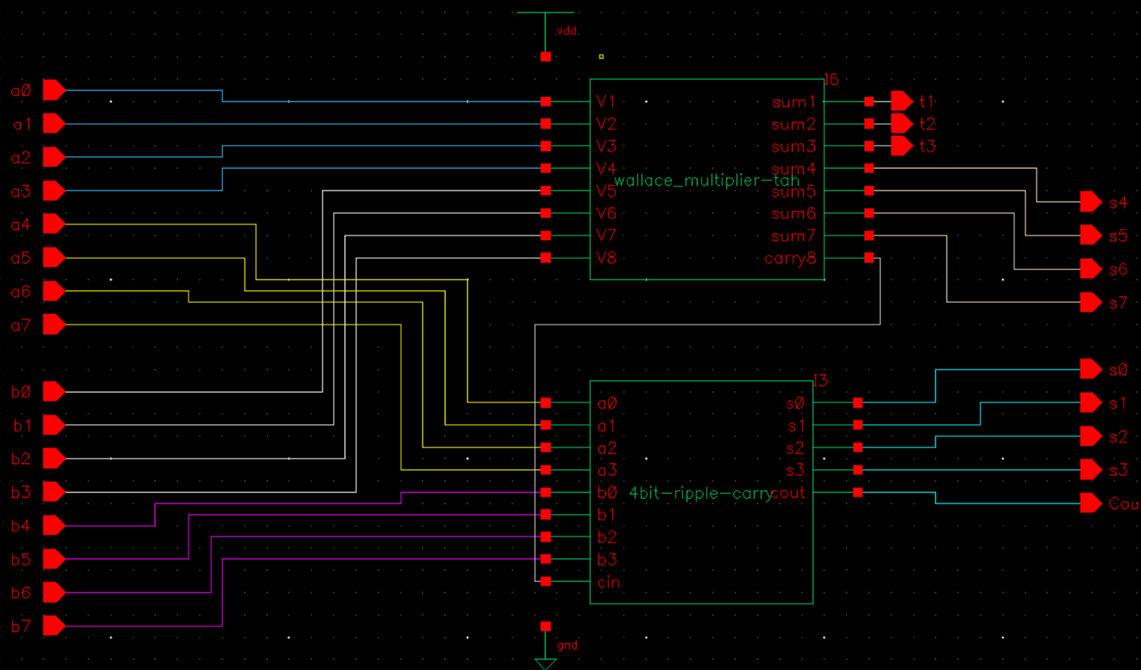 vdd
a0
a1
a2
a3
a4
a5
a6
a7
b0
b1
b2
b3
b4
b5
b6
b7
I6
V1
V2
V3
V4
V5
V6
V7
V8
wallace_multiplier-tah
sum1
sum2
sum3
sum4
sum5
sum6
sum7
carry8
t1
t2
t3
s4
s5
s6
s7
I3
a0
a1
a2
a3
b0
b1
b2
b3
cin
4bit-ripple-carry
s0
s1
s2
s3
cout
s0
s1
s2
s3
Cou
gnd